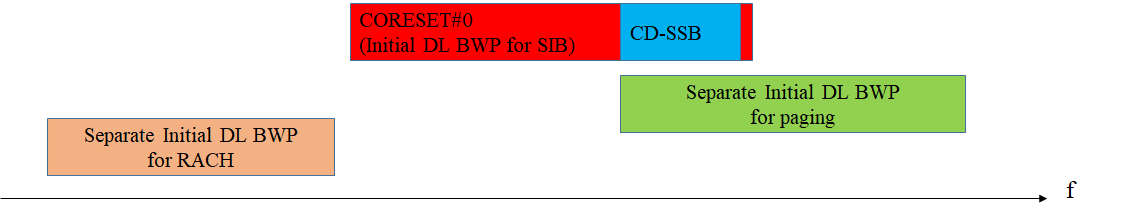 CORESET#0
(Initial DL BWP for SIB)
CD-SSB
Separate Initial DL BWP
for paging
Separate Initial DL BWP
for RACH
f